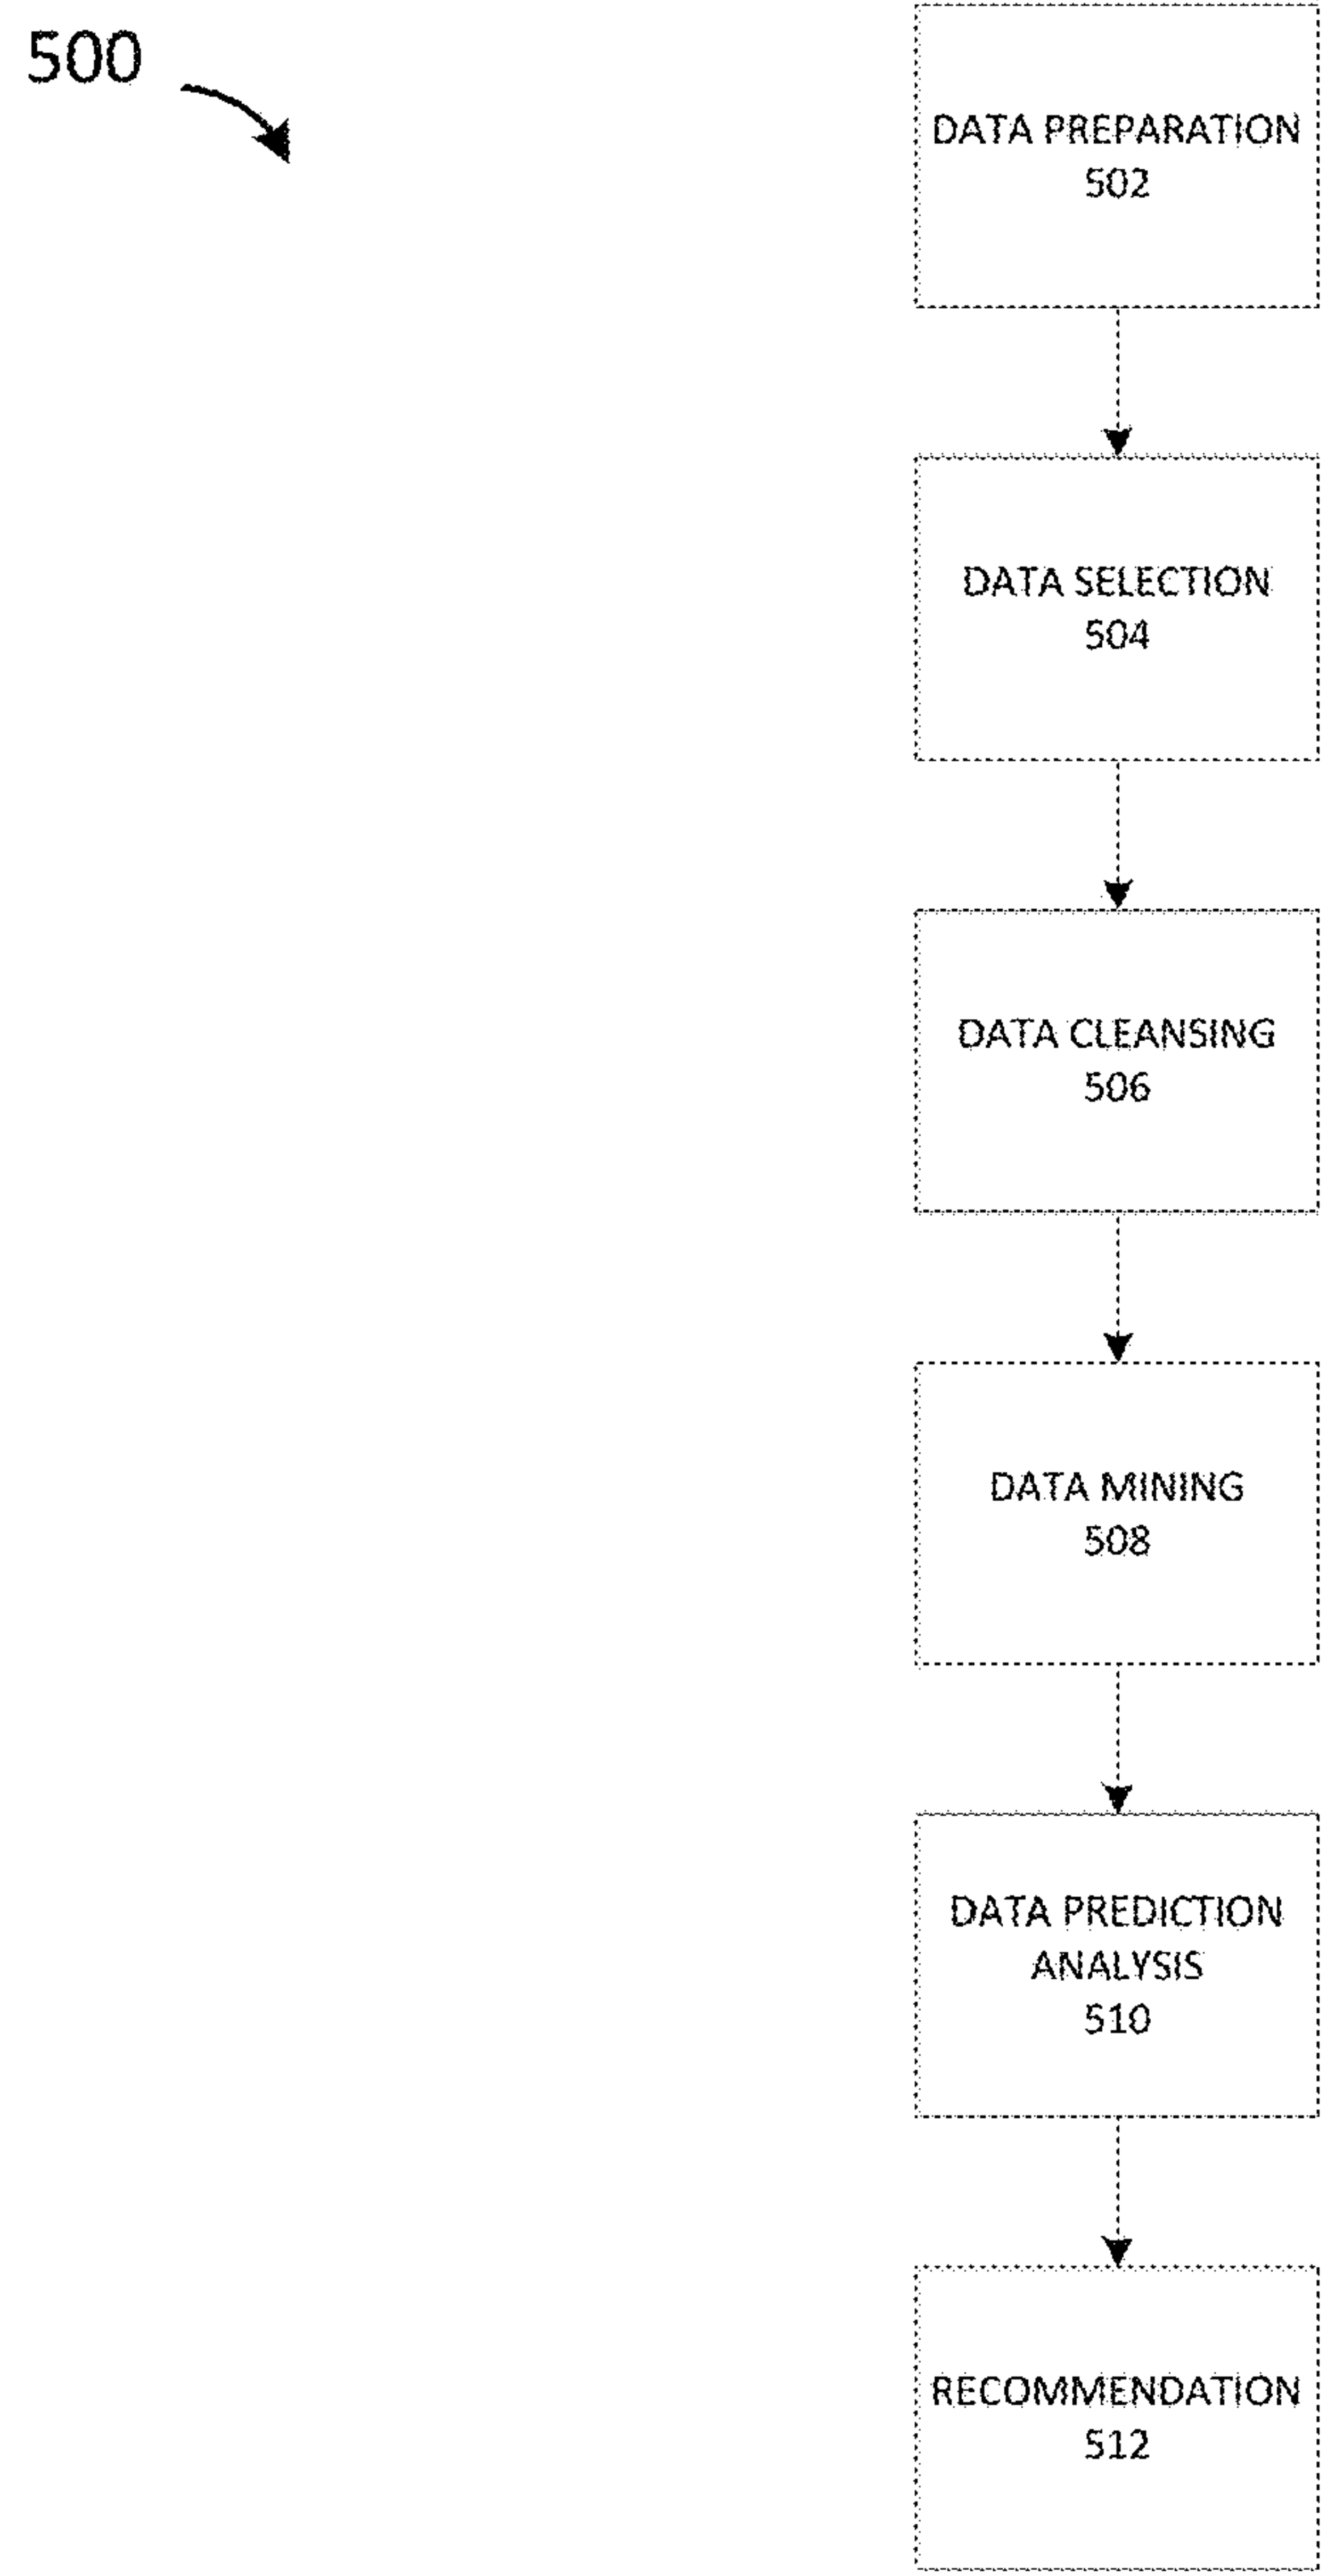 500
DATA PREPARATION
502
DATA SELECTION
504
DATA CLEANSING
506
DATA MINING
508
DATA PREDICTION
ANALYSIS
510
RECOMMENDATION
512